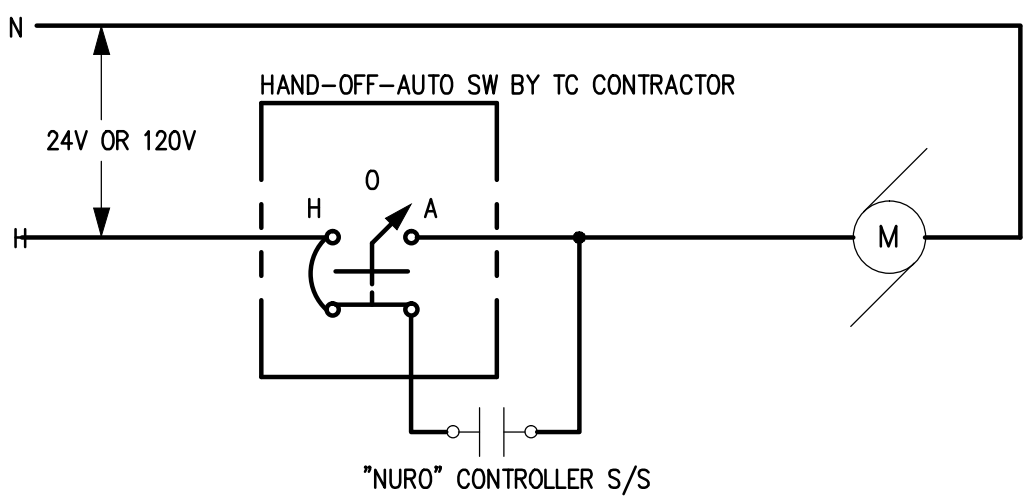 N
HAND-OFF-AUTO SW BY TC CONTRACTOR
24V OR 120V
O
H
A
H
M
"NURO" CONTROLLER S/S